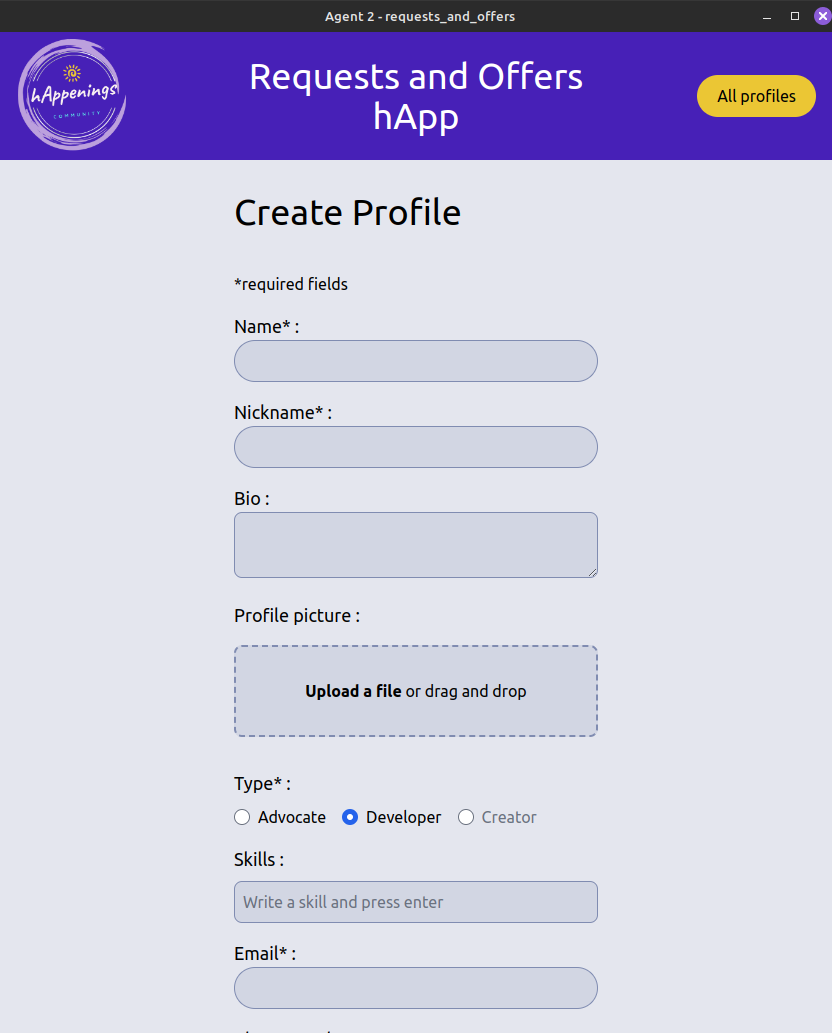 Agent 2 - requests_and_offers
hAppenings
COMMUNITY
Requests and Offers
hApp
All profiles
Create Profile
*required fields
Name* :
Nickname* :
Bio :
Profile picture :
Upload a file or drag and drop
Type* :
Advocate Developer Creator
Skills :
Write a skill and press enter
Email* :